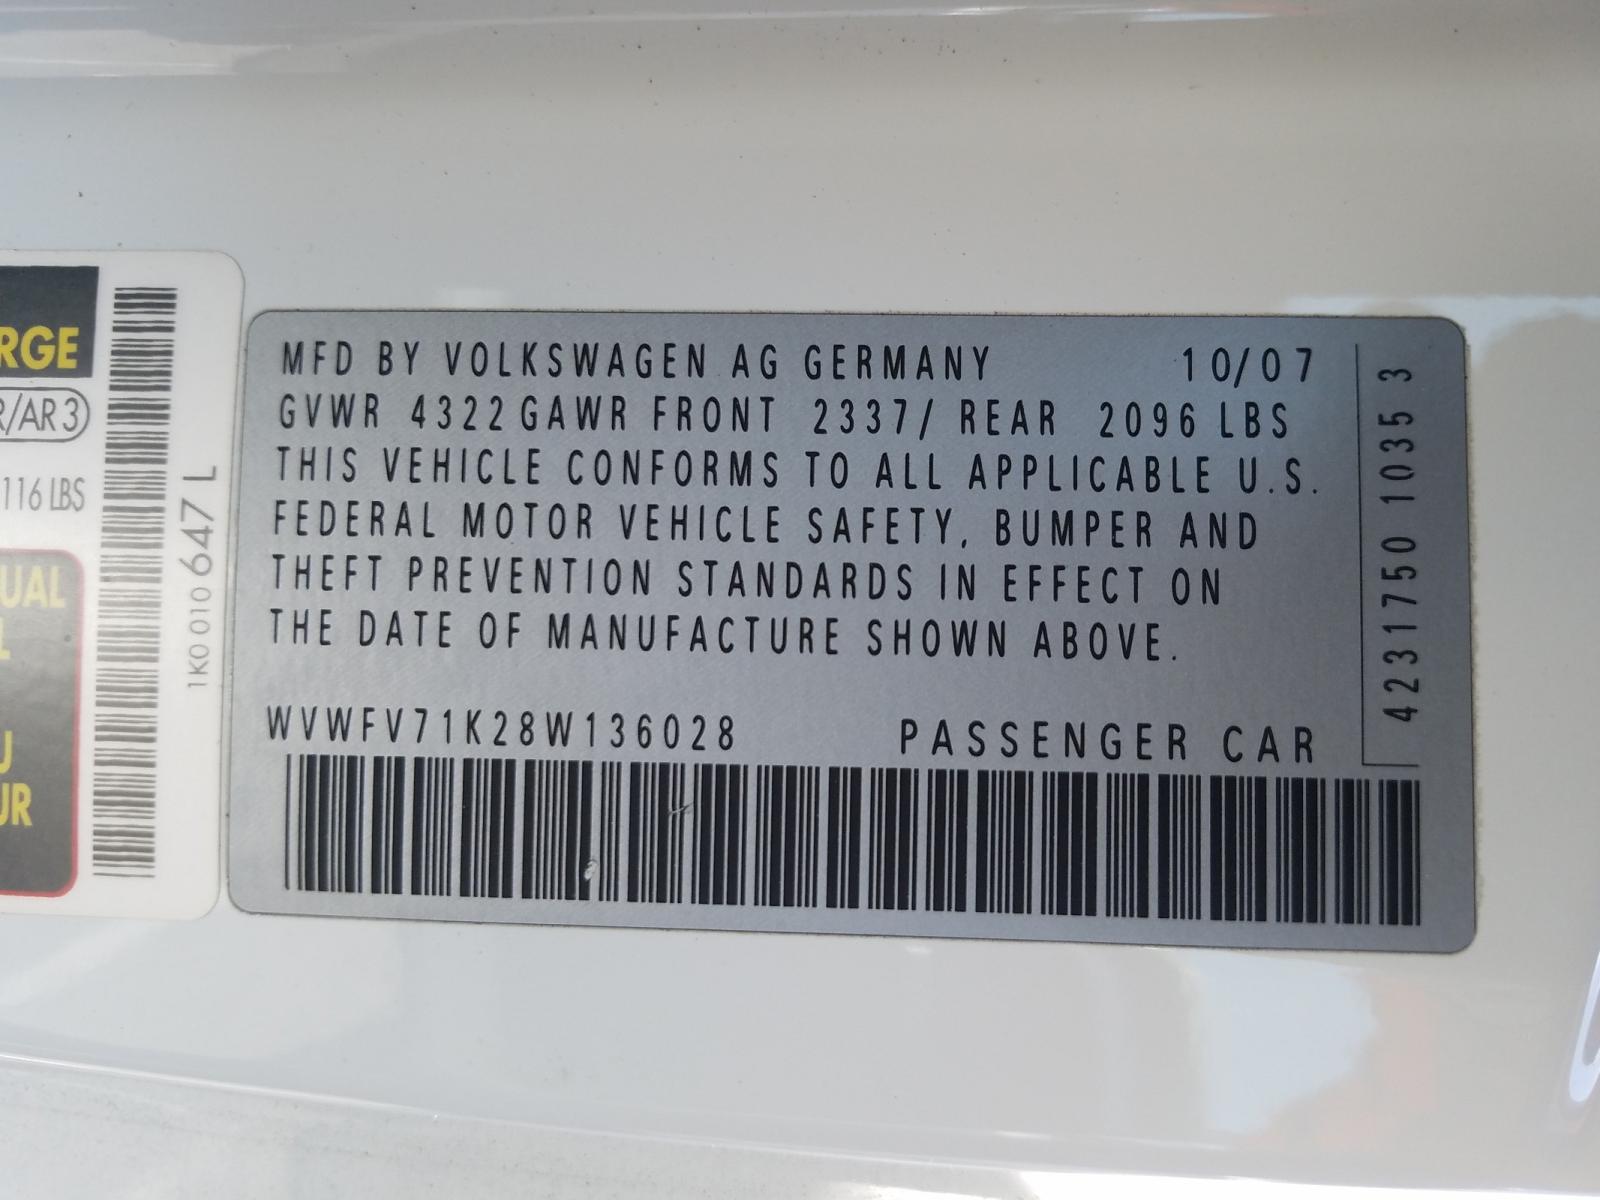 RGE
R/AR 3
116 LBS
UAL
L
U
UR
1K0 010 647 L
MFD BY VOLKSWAGEN AG GERMANY 10/07
GVWR 4322 GAWR FRONT 2337/ REAR 2096 LBS
THIS VEHICLE CONFORMS TO ALL APPLICABLE U.S.
FEDERAL MOTOR VEHICLE SAFETY, BUMPER AND
THEFT PREVENTION STANDARDS IN EFFECT ON
THE DATE OF MANUFACTURE SHOWN ABOVE.
WVWFV71K28W136028 PASSENGER CAR
4231750 1035 3